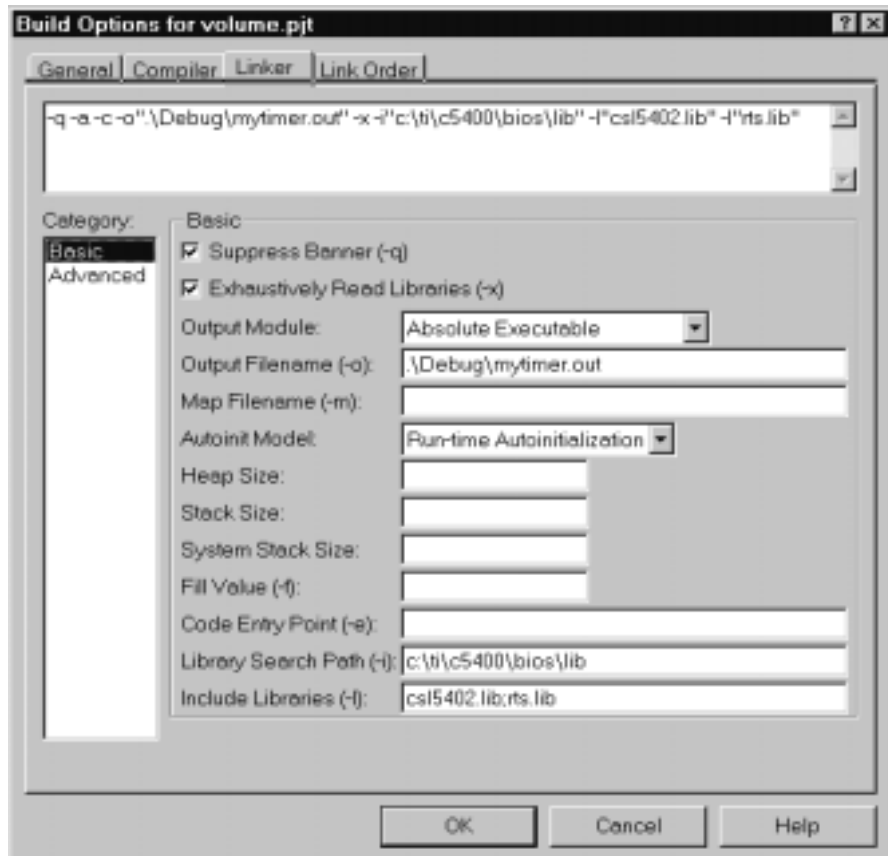 Build Options for volume.pjt
General Compiler Linker Link Order
-q -a -c -o".\Debug\mytimer.out" -x -i"c:\ti\c5400\bios\lib" -l"csl5402.lib" -l"rts.lib"
Category:
Basic
Advanced
Basic
Suppress Banner (-q)
Exhaustively Read Libraries (-x)
Output Module: Absolute Executable
Output Filename (-o): .\Debug\mytimer.out
Map Filename (-m):
Autoinit Model: Run-time Autoinitialization
Heap Size:
Stack Size:
System Stack Size:
Fill Value (-f):
Code Entry Point (-e):
Library Search Path (-i): c:\ti\c5400\bios\lib
Include Libraries (-l): csl5402.lib;rts.lib
OK Cancel Help